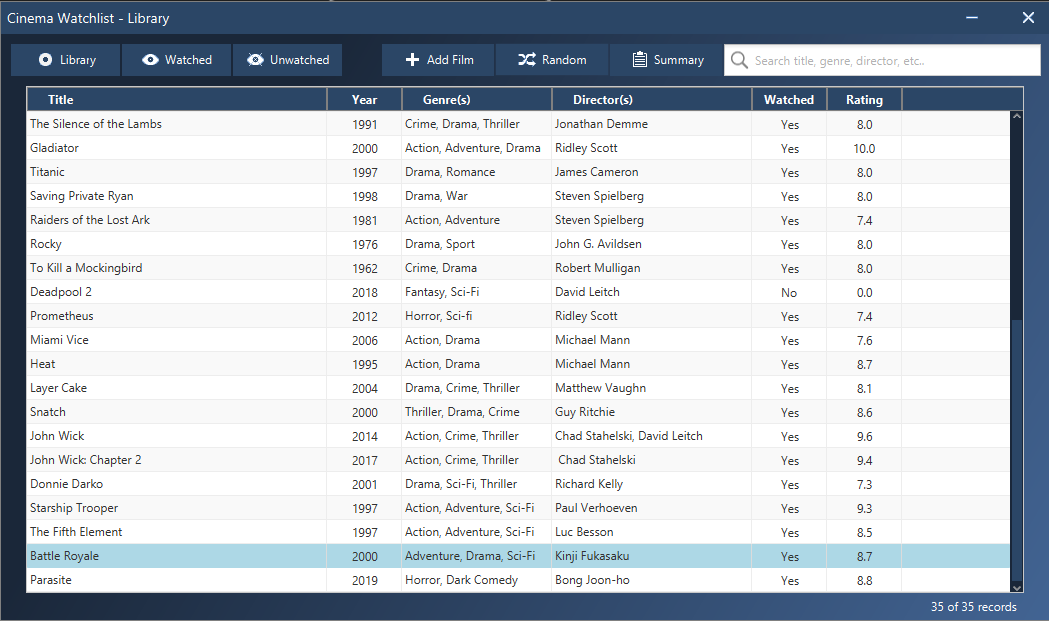 Cinema Watchlist - Library
Library Watched Unwatched Add Film Random Summary Search title, genre, director, etc..
Title Year Genre(s) Director(s) Watched Rating
The Silence of the Lambs 1991 Crime, Drama, Thriller Jonathan Demme Yes 8.0
Gladiator 2000 Action, Adventure, Drama Ridley Scott Yes 10.0
Titanic 1997 Drama, Romance James Cameron Yes 8.0
Saving Private Ryan 1998 Drama, War Steven Spielberg Yes 8.0
Raiders of the Lost Ark 1981 Action, Adventure Steven Spielberg Yes 7.4
Rocky 1976 Drama, Sport John G. Avildsen Yes 8.0
To Kill a Mockingbird 1962 Crime, Drama Robert Mulligan Yes 8.0
Deadpool 2 2018 Fantasy, Sci-Fi David Leitch No 0.0
Prometheus 2012 Horror, Sci-fi Ridley Scott Yes 7.4
Miami Vice 2006 Action, Drama Michael Mann Yes 7.6
Heat 1995 Action, Drama Michael Mann Yes 8.7
Layer Cake 2004 Drama, Crime, Thriller Matthew Vaughn Yes 8.1
Snatch 2000 Thriller, Drama, Crime Guy Ritchie Yes 8.6
John Wick 2014 Action, Crime, Thriller Chad Stahelski, David Leitch Yes 9.6
John Wick: Chapter 2 2017 Action, Crime, Thriller Chad Stahelski Yes 9.4
Donnie Darko 2001 Drama, Sci-Fi, Thriller Richard Kelly Yes 7.3
Starship Trooper 1997 Action, Adventure, Sci-Fi Paul Verhoeven Yes 9.3
The Fifth Element 1997 Action, Adventure, Sci-Fi Luc Besson Yes 8.5
Battle Royale 2000 Adventure, Drama, Sci-Fi Kinji Fukasaku Yes 8.7
Parasite 2019 Horror, Dark Comedy Bong Joon-ho Yes 8.8
35 of 35 records